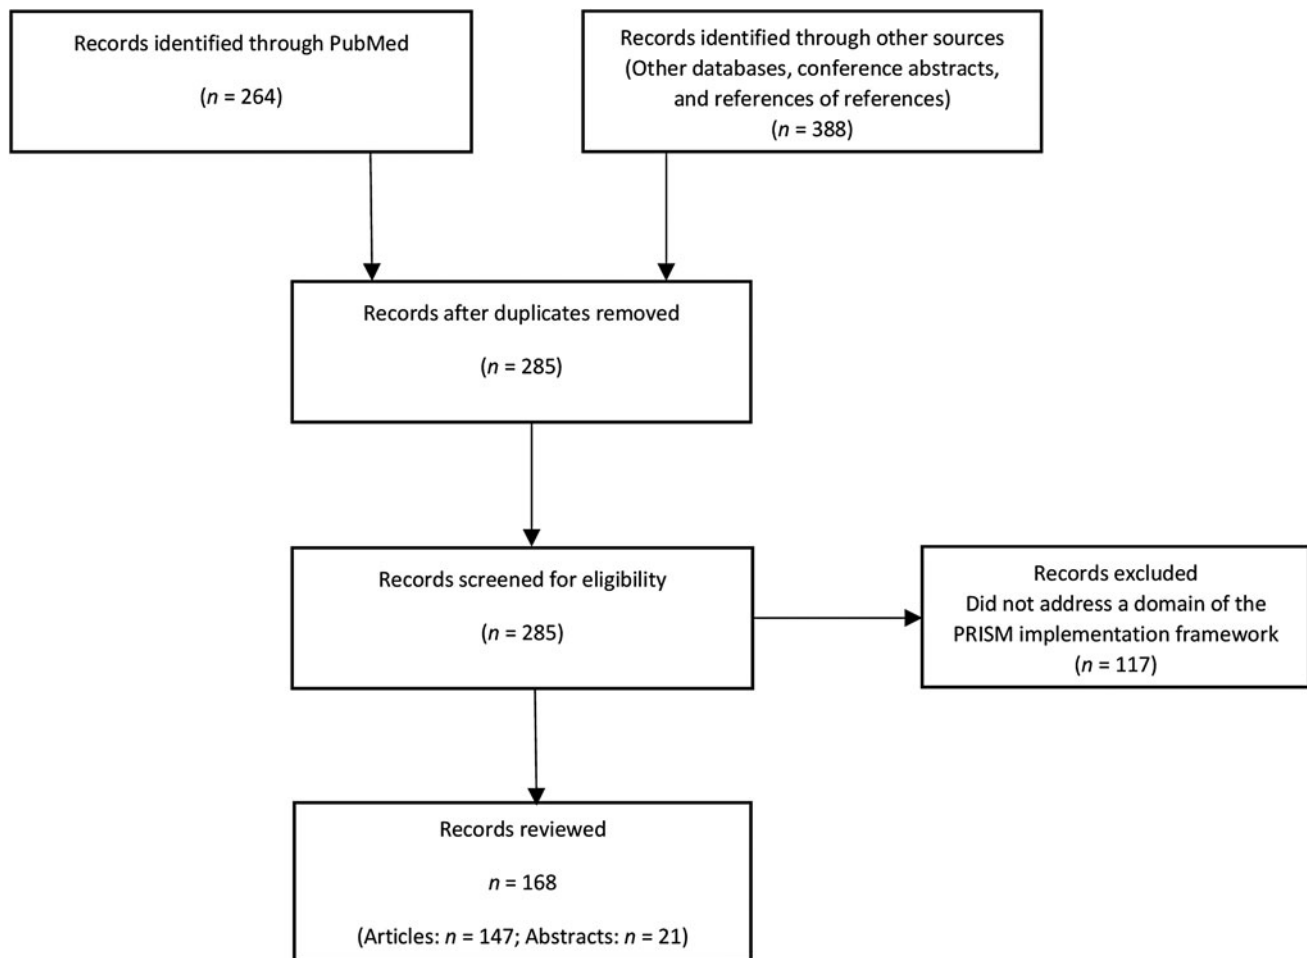 Records identified through PubMed
(n = 264)
Records identified through other sources
(Other databases, conference abstracts,
and references of references)
(n = 388)
Records after duplicates removed
(n = 285)
Records screened for eligibility
(n = 285)
Records excluded
Did not address a domain of the
PRISM implementation framework
(n = 117)
Records reviewed
n = 168
(Articles: n = 147; Abstracts: n = 21)